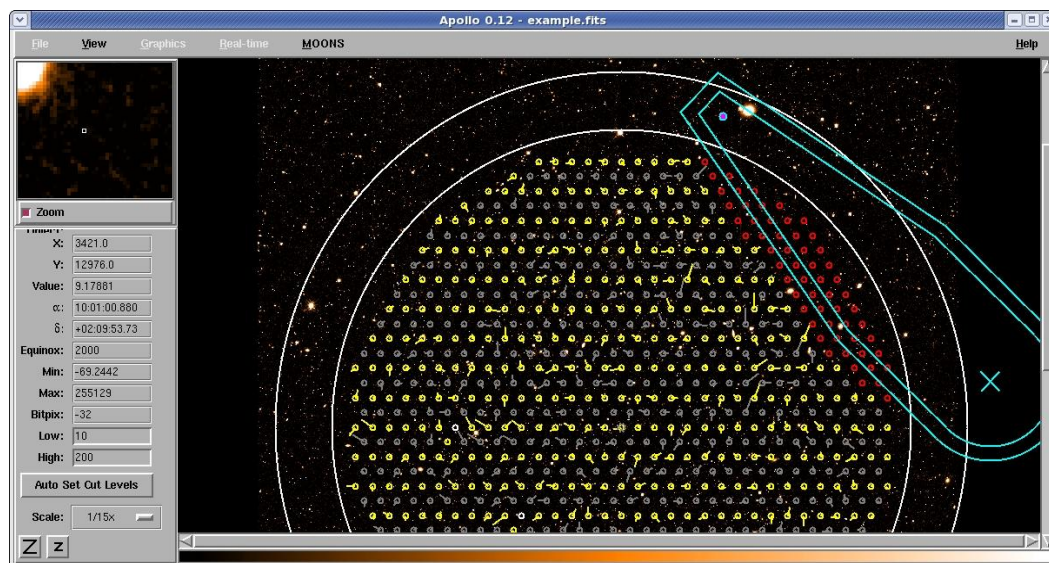 Apollo 0.12 - example.fits
File View Graphics Real-time MOONS Help
Zoom
X: 3421.0
Y: 12976.0
Value: 9.17881
α: 10:01:00.880
δ: +02:09:53.73
Equinox: 2000
Min: -69.2442
Max: 255129
Bitpix: -32
Low: 10
High: 200
Auto Set Cut Levels
Scale: 1/15x
Z z